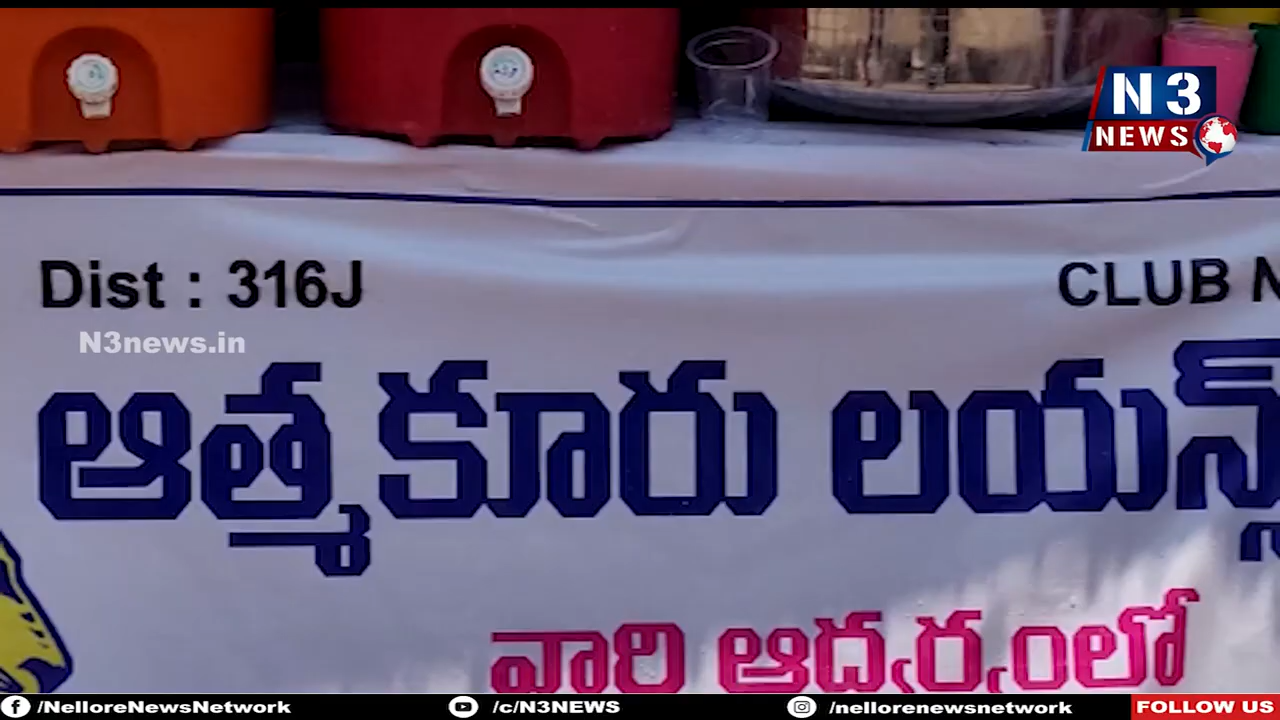 N3
NEWS
Dist : 316J
CLUB
N3news.in
ఆత్మకూరు లయన్స్
వారి ఆధ్వర్యంలో
/NelloreNewsNetwork
/c/N3NEWS
/nellorenewsnetwork
FOLLOW US